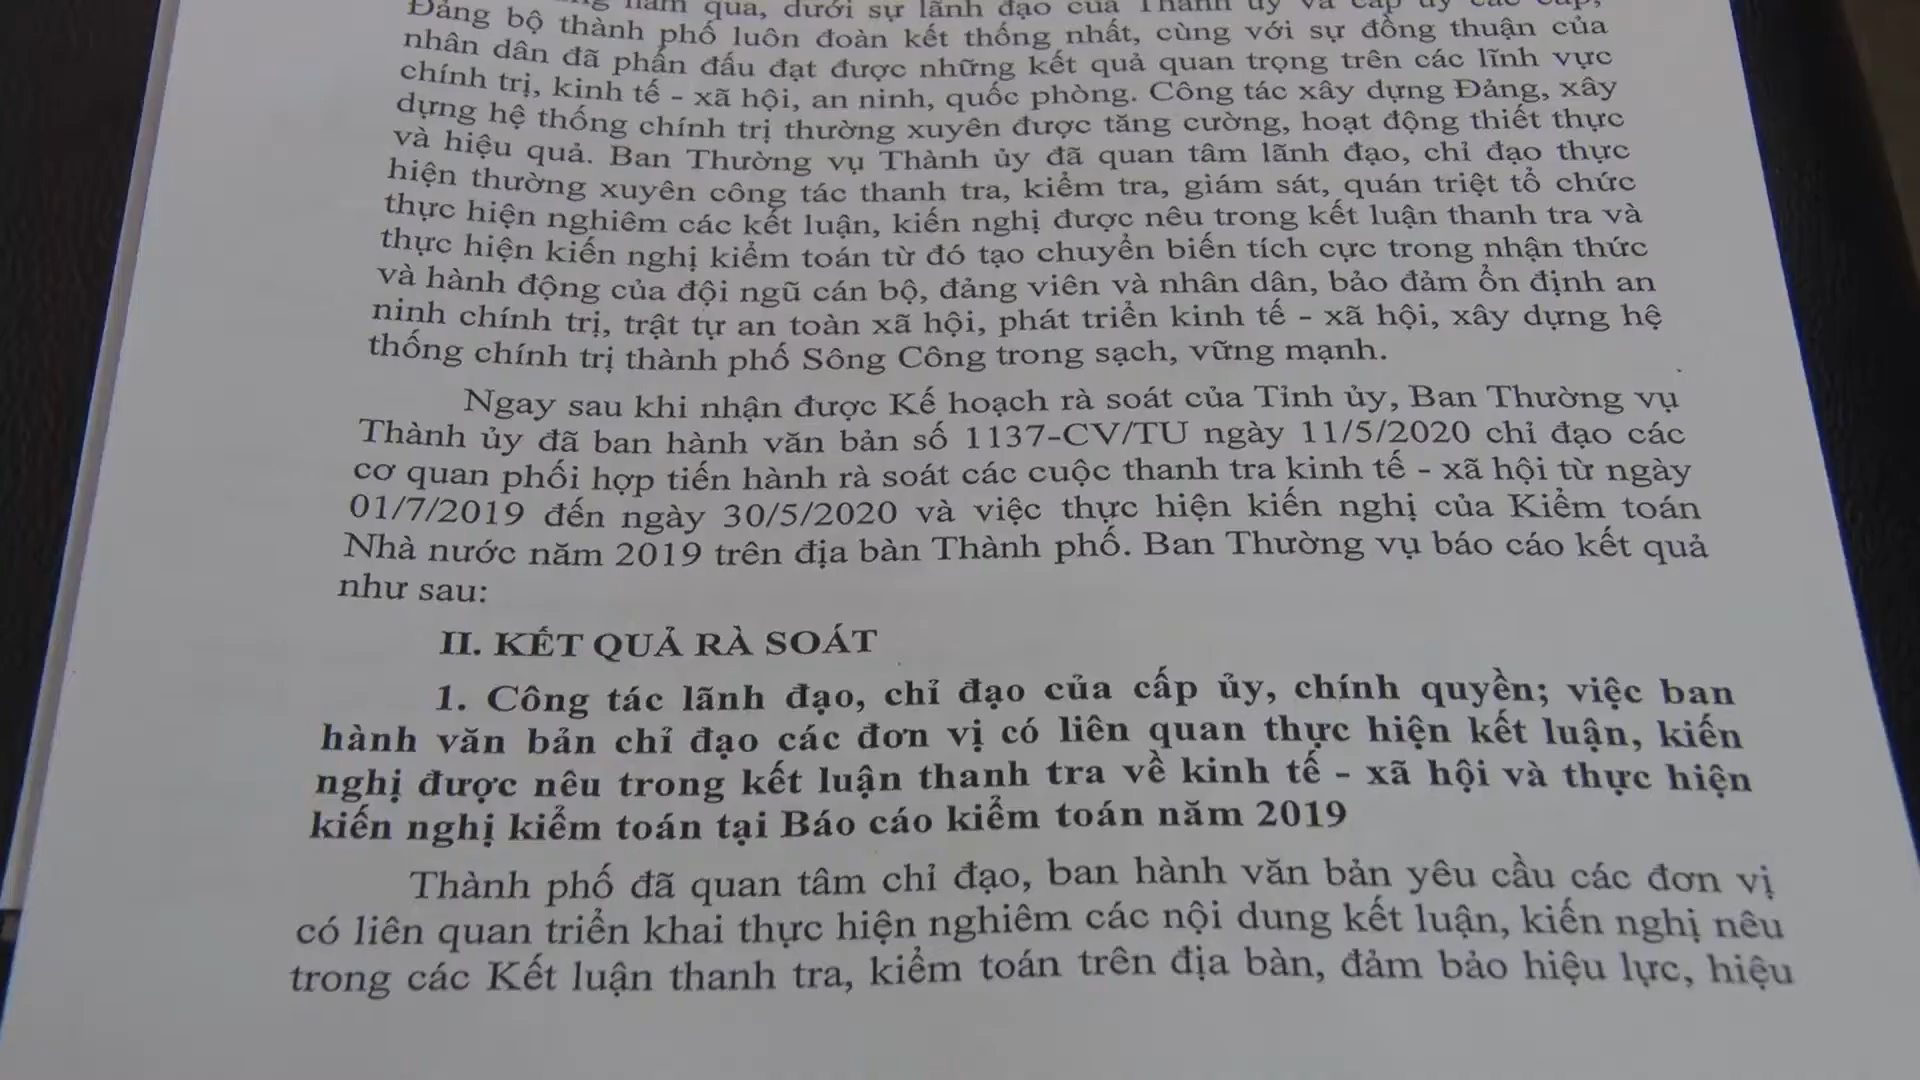 năm qua, dưới sự lãnh đạo của Thành ủy và cấp ủy các cấp,
Đảng bộ thành phố luôn đoàn kết thống nhất, cùng với sự đồng thuận của
nhân dân đã phấn đấu đạt được những kết quả quan trọng trên các lĩnh vực
chính trị, kinh tế - xã hội, an ninh, quốc phòng. Công tác xây dựng Đảng, xây
dựng hệ thống chính trị thường xuyên được tăng cường, hoạt động thiết thực
và hiệu quả. Ban Thường vụ Thành ủy đã quan tâm lãnh đạo, chỉ đạo thực
hiện thường xuyên công tác thanh tra, kiểm tra, giám sát, quán triệt tổ chức
thực hiện nghiêm các kết luận, kiến nghị được nêu trong kết luận thanh tra và
thực hiện kiến nghị kiểm toán từ đó tạo chuyển biến tích cực trong nhận thức
và hành động của đội ngũ cán bộ, đảng viên và nhân dân, bảo đảm ổn định an
ninh chính trị, trật tự an toàn xã hội, phát triển kinh tế - xã hội, xây dựng hệ
thống chính trị thành phố Sông Công trong sạch, vững mạnh.
Ngay sau khi nhận được Kế hoạch rà soát của Tỉnh ủy, Ban Thường vụ
Thành ủy đã ban hành văn bản số 1137-CV/TU ngày 11/5/2020 chỉ đạo các
cơ quan phối hợp tiến hành rà soát các cuộc thanh tra kinh tế - xã hội từ ngày
01/7/2019 đến ngày 30/5/2020 và việc thực hiện kiến nghị của Kiểm toán
Nhà nước năm 2019 trên địa bàn Thành phố. Ban Thường vụ báo cáo kết quả
như sau:
II. KẾT QUẢ RÀ SOÁT
1. Công tác lãnh đạo, chỉ đạo của cấp ủy, chính quyền; việc ban
hành văn bản chỉ đạo các đơn vị có liên quan thực hiện kết luận, kiến
nghị được nêu trong kết luận thanh tra về kinh tế - xã hội và thực hiện
kiến nghị kiểm toán tại Báo cáo kiểm toán năm 2019
Thành phố đã quan tâm chỉ đạo, ban hành văn bản yêu cầu các đơn vị
có liên quan triển khai thực hiện nghiêm các nội dung kết luận, kiến nghị nêu
trong các Kết luận thanh tra, kiểm toán trên địa bàn, đảm bảo hiệu lực, hiệu